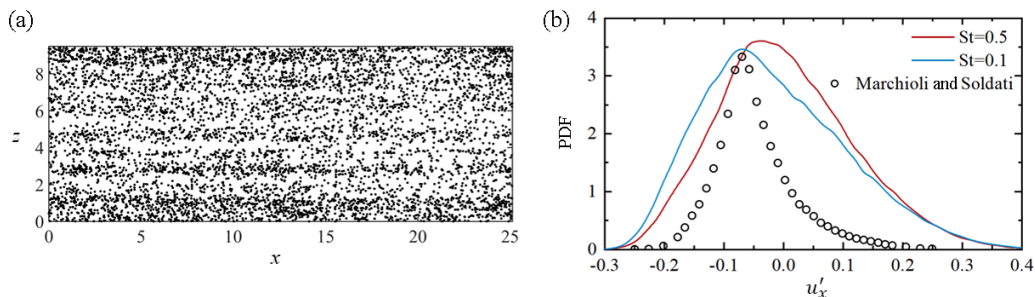 (a)
8
6
z
4
2
0
0 5 10 15 20 25
x
(b)
4
St=0.5
St=0.1
3
Marchioli and Soldati
PDF
2
1
0
-0.3 -0.2 -0.1 0.0 0.1 0.2 0.3 0.4
u′x